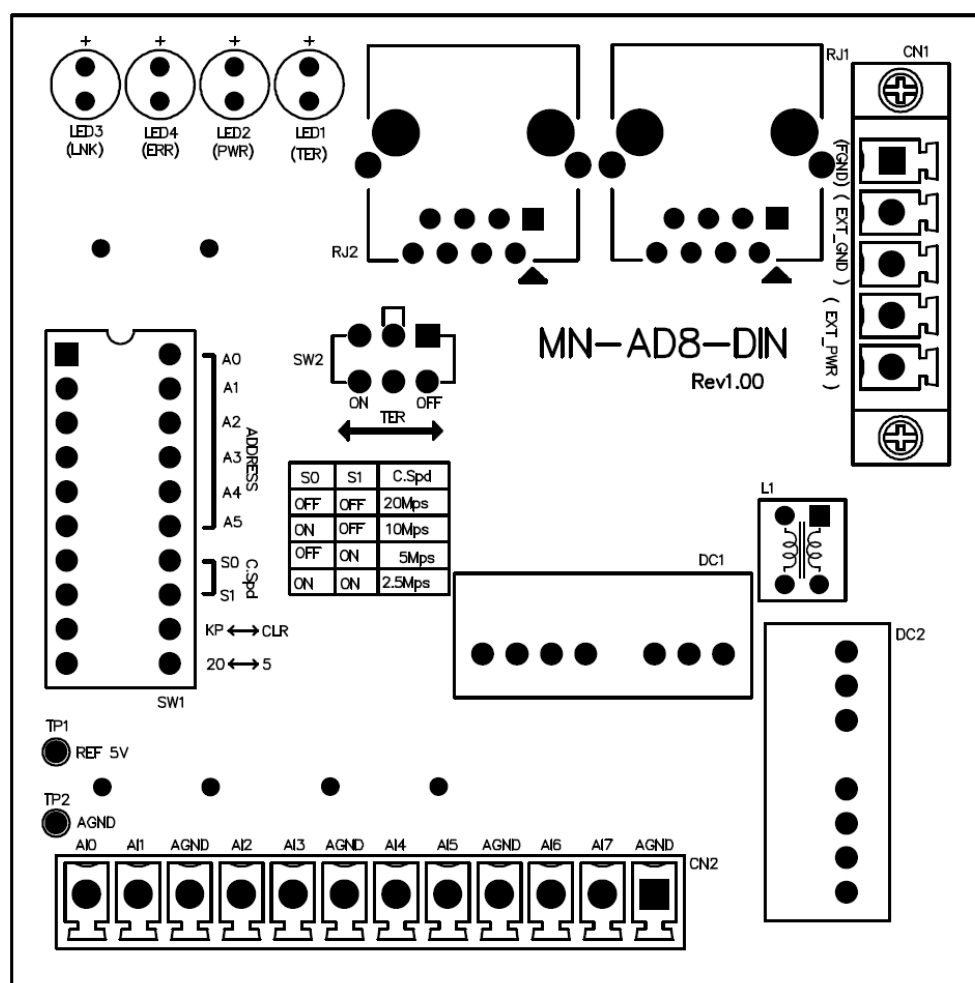 + + + +
LED3 LED4 LED2 LED1
(LNK) (ERR) (PWR) (TER)
RJ1
CN1
(FGND)
( EXT_GND )
( EXT_PWR )
RJ2
MN-AD8-DIN
Rev1.00
SW2
ON OFF
TER
A0
A1
A2
A3
A4
A5
ADDRESS
S0
S1
C.Spd
KP CLR
20 5
SW1
S0 S1 C.Spd
OFF OFF 20Mps
ON OFF 10Mps
OFF ON 5Mps
ON ON 2.5Mps
L1
DC1
DC2
TP1
REF 5V
TP2
AGND
AI0 AI1 AGND AI2 AI3 AGND AI4 AI5 AGND AI6 AI7 AGND
CN2